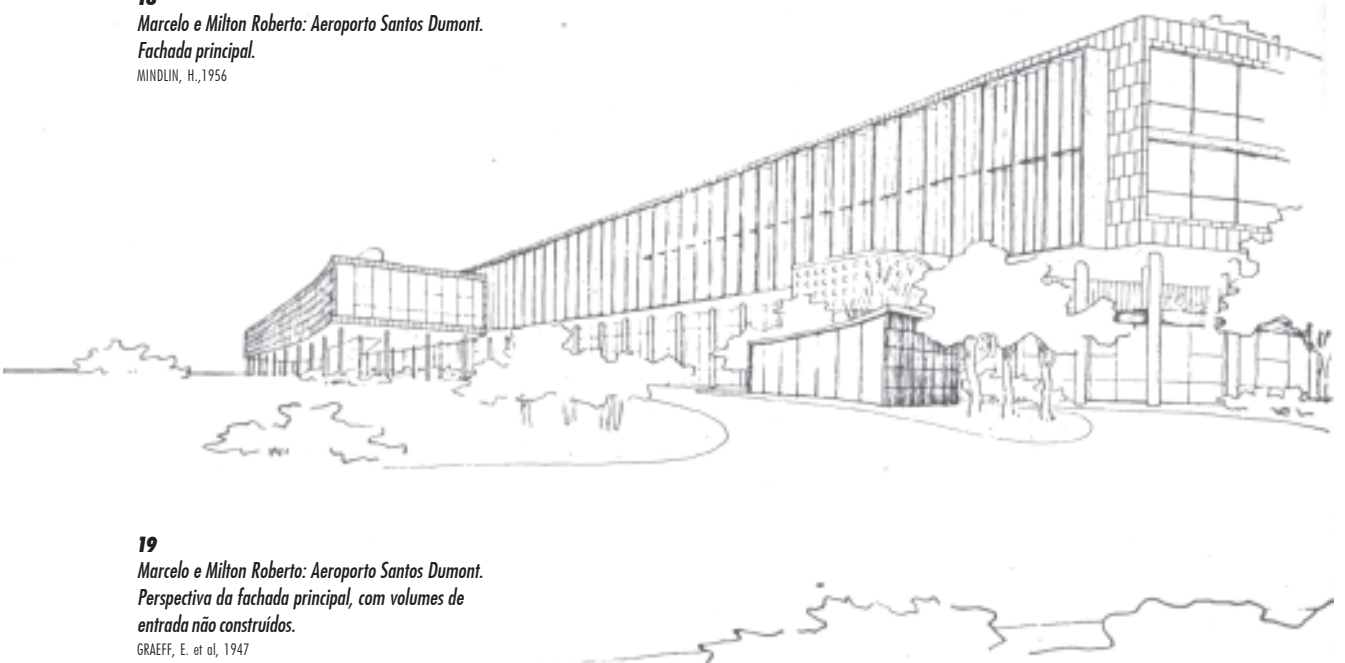 Marcelo e Milton Roberto: Aeroporto Santos Dumont.
Fachada principal.
MINDLIN, H.,1956
19
Marcelo e Milton Roberto: Aeroporto Santos Dumont.
Perspectiva da fachada principal, com volumes de
entrada não construídos.
GRAEFF, E. et al, 1947